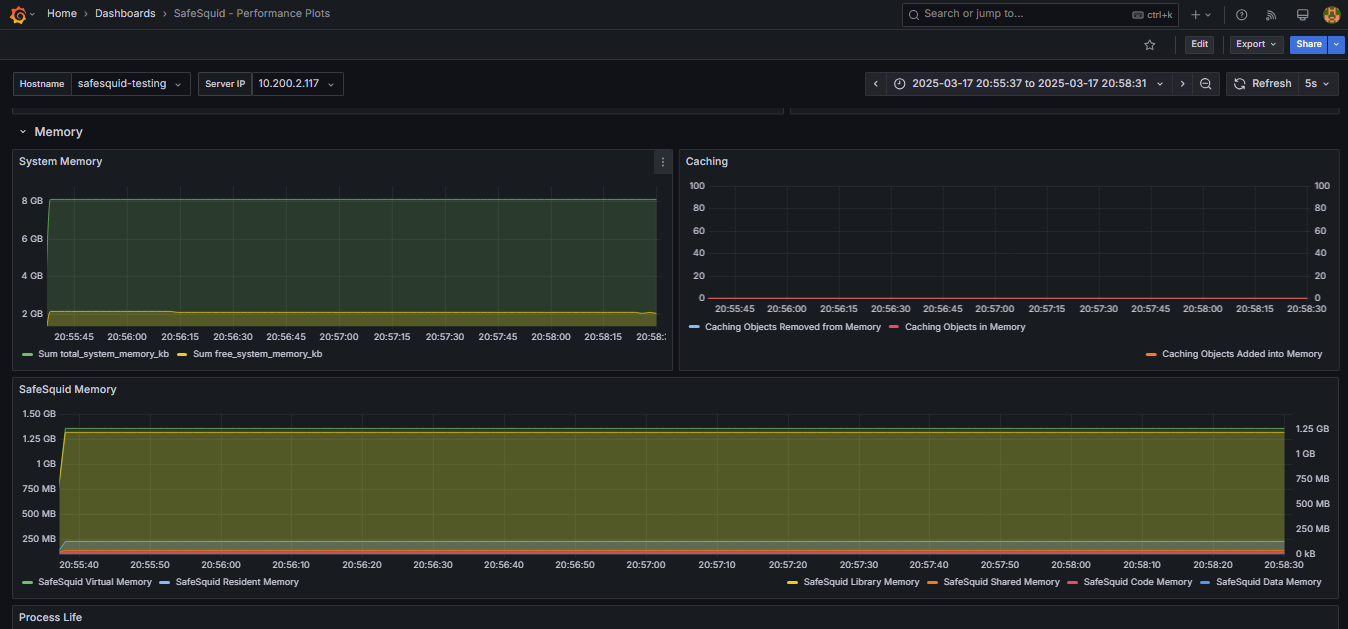 Home › Dashboards › SafeSquid - Performance Plots
Search or jump to... ctrl+k
Edit Export Share
Hostname safesquid-testing Server IP 10.200.2.117 2025-03-17 20:55:37 to 2025-03-17 20:58:31 Refresh 5s
Memory
System Memory
8 GB
6 GB
4 GB
2 GB
20:55:45 20:56:00 20:56:15 20:56:30 20:56:45 20:57:00 20:57:15 20:57:30 20:57:45 20:58:00 20:58:15 20:58:
Sum total_system_memory_kb Sum free_system_memory_kb
Caching
100 100
80 80
60 60
40 40
20 20
0 0
20:55:45 20:56:00 20:56:15 20:56:30 20:56:45 20:57:00 20:57:15 20:57:30 20:57:45 20:58:00 20:58:15 20:58:30
Caching Objects Removed from Memory Caching Objects in Memory
Caching Objects Added into Memory
SafeSquid Memory
1.50 GB
1.25 GB 1.25 GB
1 GB 1 GB
750 MB 750 MB
500 MB 500 MB
250 MB 250 MB
0 kB
20:55:40 20:55:50 20:56:00 20:56:10 20:56:20 20:56:30 20:56:40 20:56:50 20:57:00 20:57:10 20:57:20 20:57:30 20:57:40 20:57:50 20:58:00 20:58:10 20:58:20 20:58:30
SafeSquid Virtual Memory SafeSquid Resident Memory SafeSquid Library Memory SafeSquid Shared Memory SafeSquid Code Memory SafeSquid Data Memory
Process Life